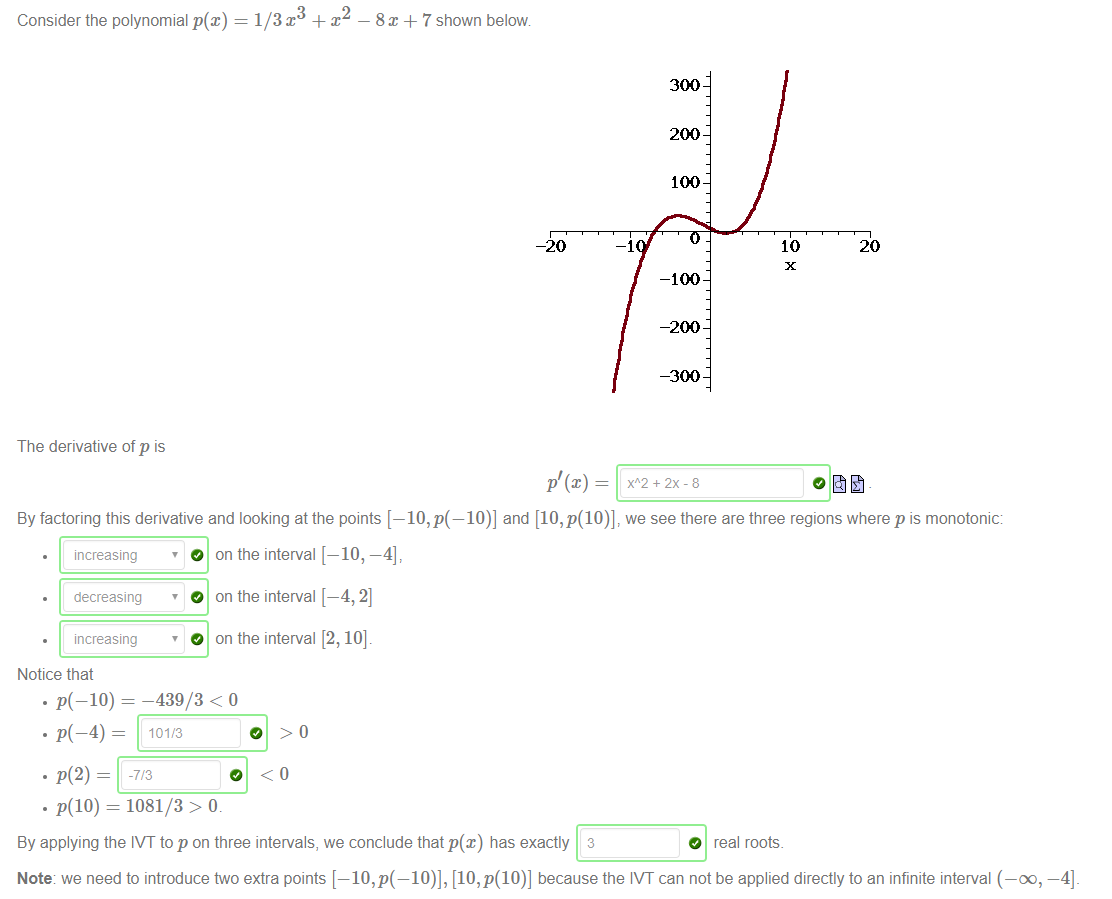 Consider the polynomial p(x) = 1/3 x³ + x² − 8 x + 7 shown below.
300
200
100
−20 −10 0 10 20
x
−100
−200
−300
The derivative of p is
p′(x) = x^2 + 2x - 8 .
By factoring this derivative and looking at the points [−10, p(−10)] and [10, p(10)], we see there are three regions where p is monotonic:
• increasing ▼ on the interval [−10, −4],
• decreasing ▼ on the interval [−4, 2]
• increasing ▼ on the interval [2, 10].
Notice that
• p(−10) = −439/3 < 0
• p(−4) = 101/3 > 0
• p(2) = -7/3 < 0
• p(10) = 1081/3 > 0.
By applying the IVT to p on three intervals, we conclude that p(x) has exactly 3 real roots.
Note: we need to introduce two extra points [−10, p(−10)], [10, p(10)] because the IVT can not be applied directly to an infinite interval (−∞, −4].